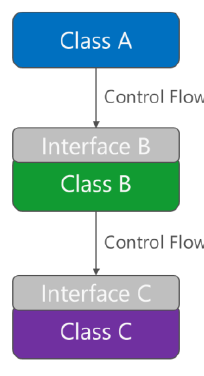 Class A
Control Flow
Interface B
Class B
Control Flow
Interface C
Class C